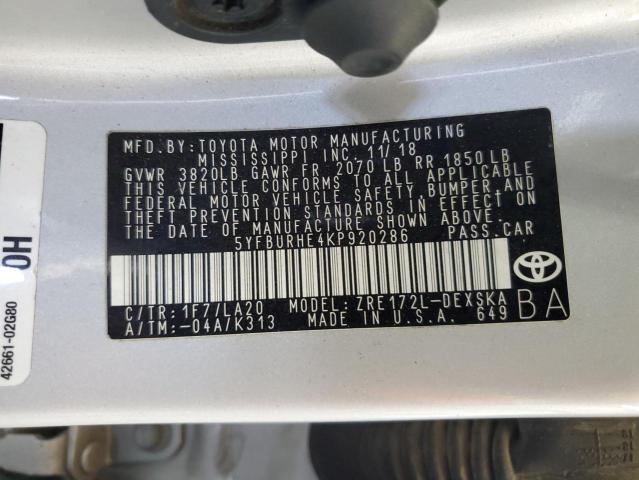 MFD.BY:TOYOTA MOTOR MANUFACTURING
MISSISSIPPI INC.11/18
GVWR 3820LB GAWR FR 2070 LB RR 1850LB
THIS VEHICLE CONFORMS TO ALL APPLICABLE
FEDERAL MOTOR VEHICLE SAFETY, BUMPER AND
THEFT PREVENTION STANDARDS IN EFFECT ON
THE DATE OF MANUFACTURE SHOWN ABOVE.
5YFBURHE4KP920286 PASS.CAR
C/TR: 1F7/LA20 MODEL: ZRE172L-DEXSKA
A/TM:-04A/K313 MADE IN U.S.A. 649
BA
0H
42661-02G80